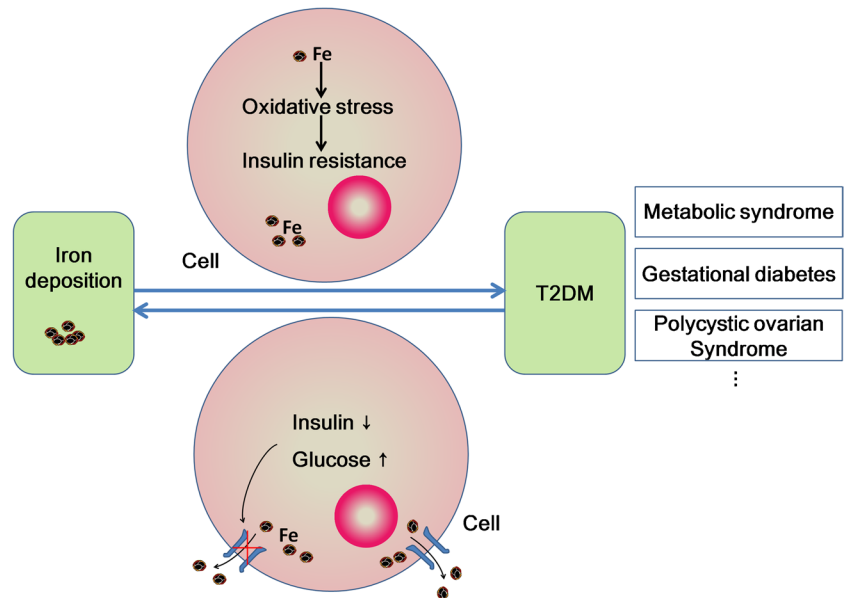 Fe
Oxidative stress
Insulin resistance
Fe
Cell
Iron
deposition
T2DM
Metabolic syndrome
Gestational diabetes
Polycystic ovarian
Syndrome
⋮
Insulin ↓
Glucose ↑
Fe
Cell